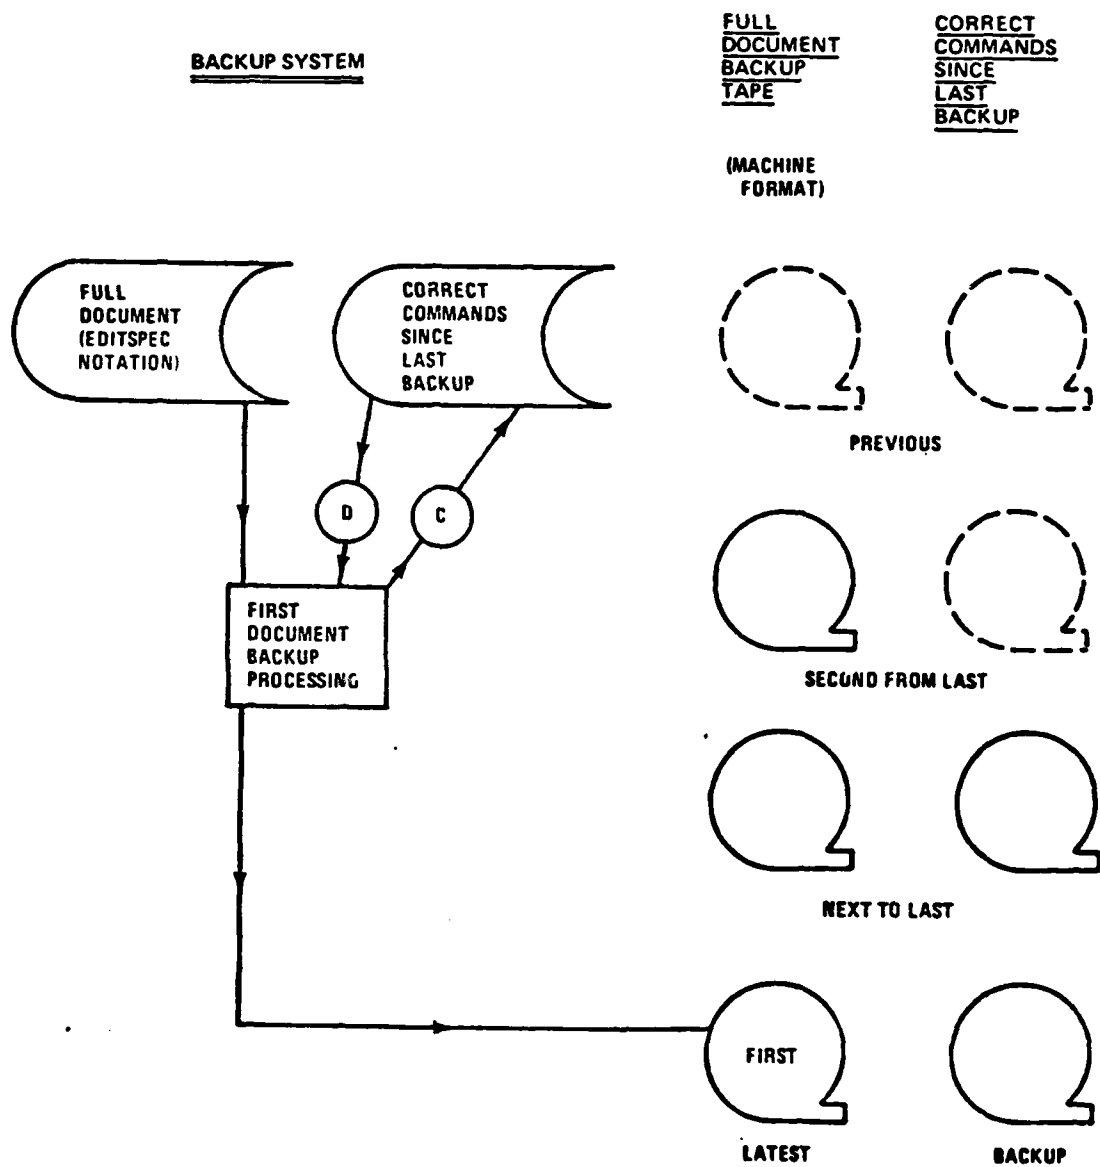 BACKUP SYSTEM
FULL
DOCUMENT
BACKUP
TAPE
(MACHINE
FORMAT)
CORRECT
COMMANDS
SINCE
LAST
BACKUP
FULL
DOCUMENT
(EDITSPEC
NOTATION)
CORRECT
COMMANDS
SINCE
LAST
BACKUP
PREVIOUS
D
C
FIRST
DOCUMENT
BACKUP
PROCESSING
SECOND FROM LAST
NEXT TO LAST
FIRST
LATEST
BACKUP